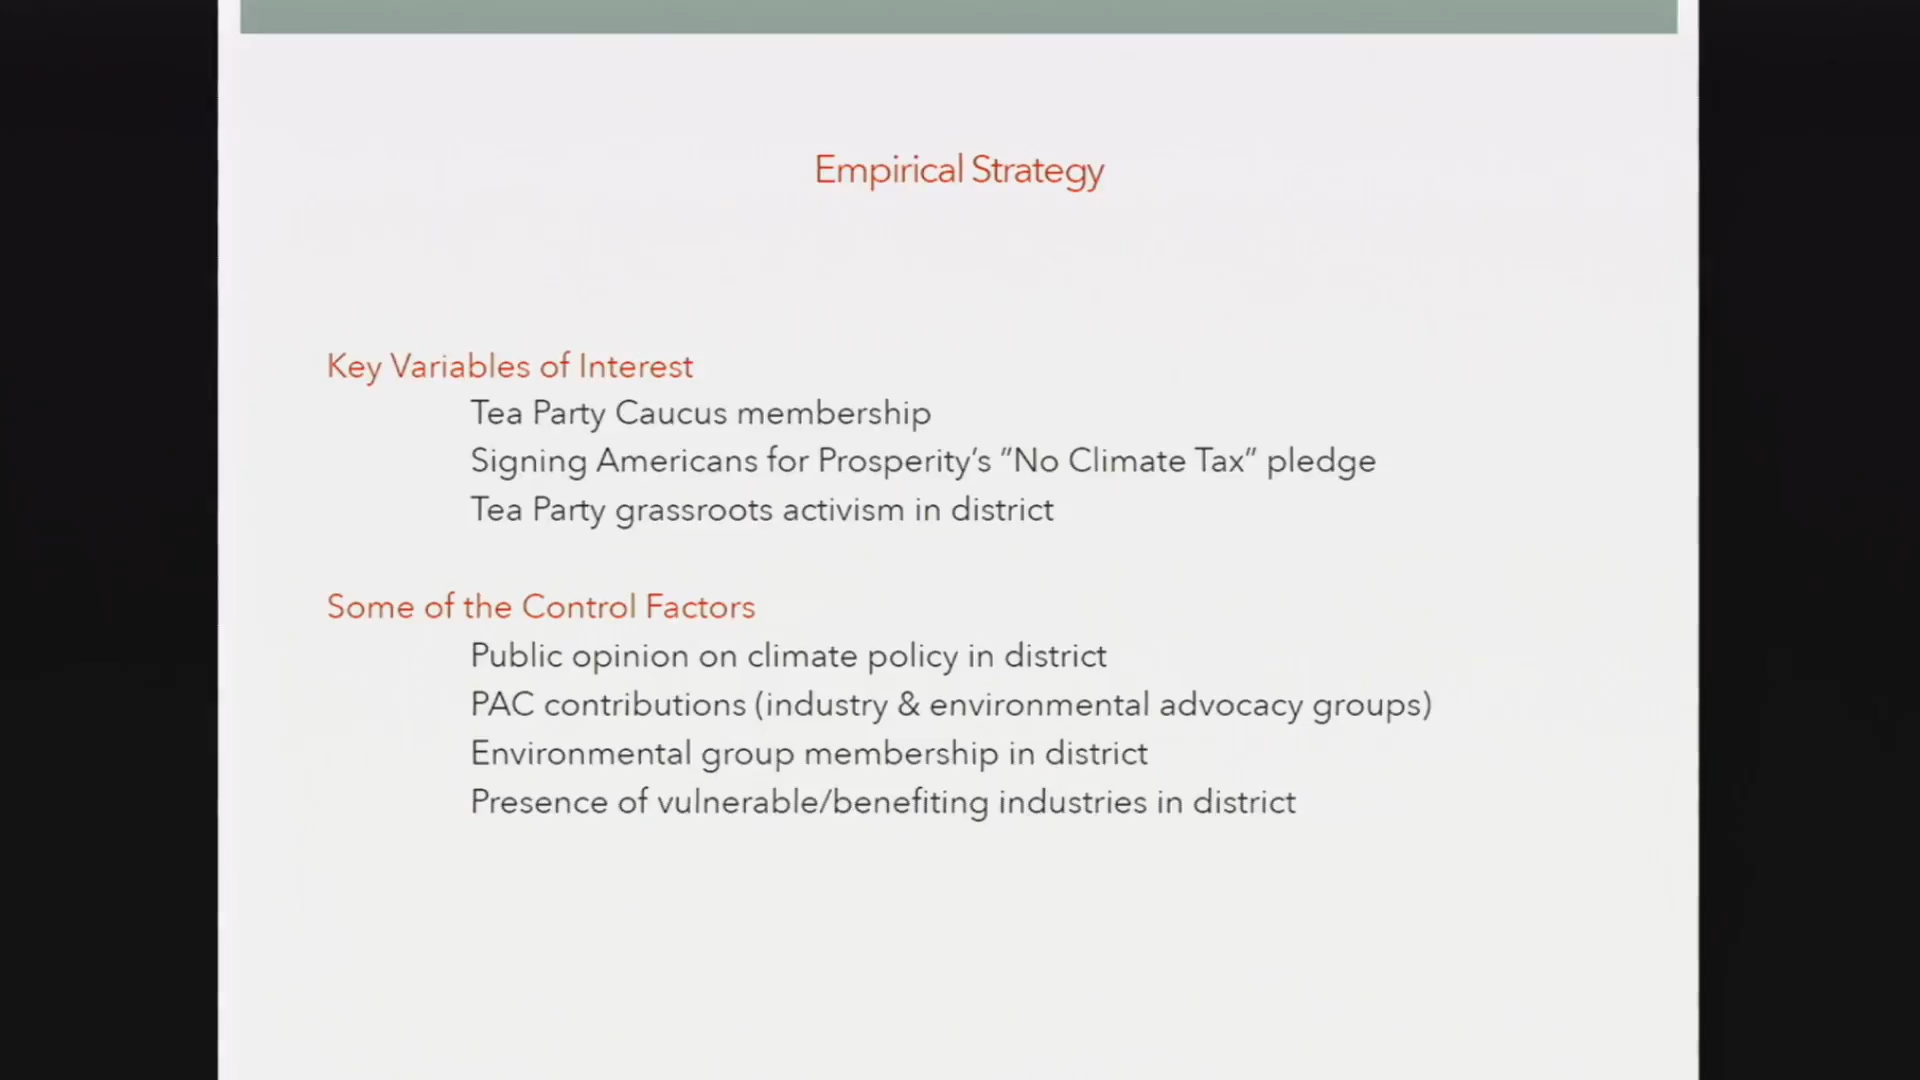 Empirical Strategy
Key Variables of Interest
Tea Party Caucus membership
Signing Americans for Prosperity’s ”No Climate Tax” pledge
Tea Party grassroots activism in district
Some of the Control Factors
Public opinion on climate policy in district
PAC contributions (industry & environmental advocacy groups)
Environmental group membership in district
Presence of vulnerable/benefiting industries in district